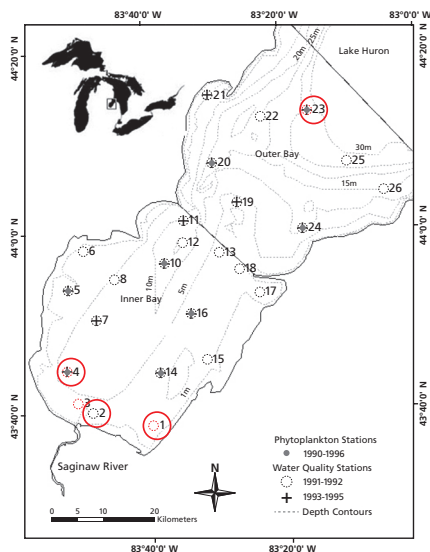 83°40'0" W
83°20'0" W
83°0'0" W
44°20'0" N
44°20'0" N
25m
20m
Lake Huron
21
22
23
Outer Bay
30m
25
20
15m
26
19
24
11
44°0'0" N
44°0'0" N
12
13
6
10
18
8
10m
5
Inner Bay
5m
17
7
16
15
4
14
1m
3
2
1
43°40'0" N
43°40'0" N
Saginaw River
Phytoplankton Stations
1990-1996
Water Quality Stations
1991-1992
1993-1995
Depth Contours
N
0 5 10 20
Kilometers
83°40'0" W
83°20'0" W